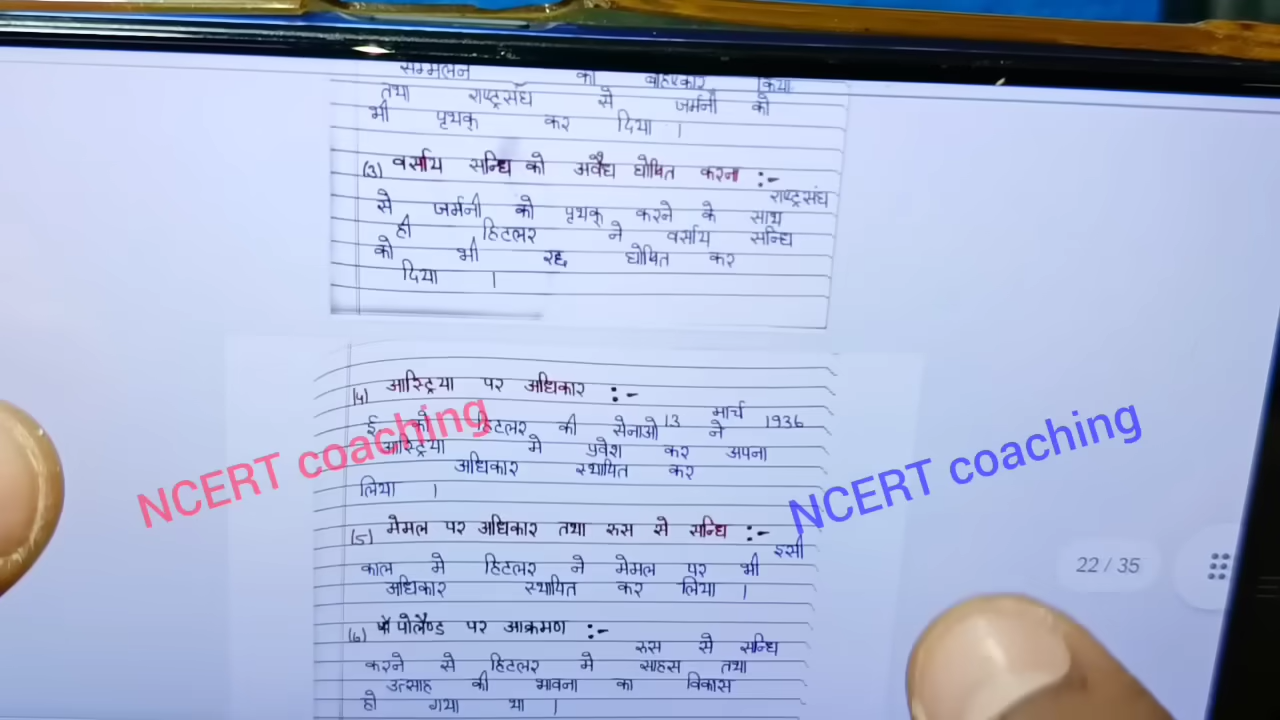 सम्मलन का बहिष्कार किया
तथा राष्ट्रसंघ से जर्मनी को
भी पृथक् कर दिया ।
(3) वर्साय सन्धि को अवैध घोषित करना :-
राष्ट्रसंघ
से जर्मनी को पृथक् करने के साथ
ही हिटलर ने वर्साय सन्धि
को भी रद्द घोषित कर
दिया ।
(4) आस्ट्रिया पर अधिकार :-
13 मार्च 1936
ई को हिटलर की सेनाओ ने
आस्ट्रिया मे प्रवेश कर अपना
अधिकार स्थापित कर
लिया ।
(5) मेमल पर अधिकार तथा रुस से सन्धि :-
इसी
काल मे हिटलर ने मेमल पर भी
अधिकार स्थापित कर लिया ।
(6) पोलैण्ड पर आक्रमण :-
रुस से सन्धि
करने से हिटलर मे साहस तथा
उत्साह की भावना का विकास
हो गया था ।
NCERT coaching
NCERT coaching
22 / 35